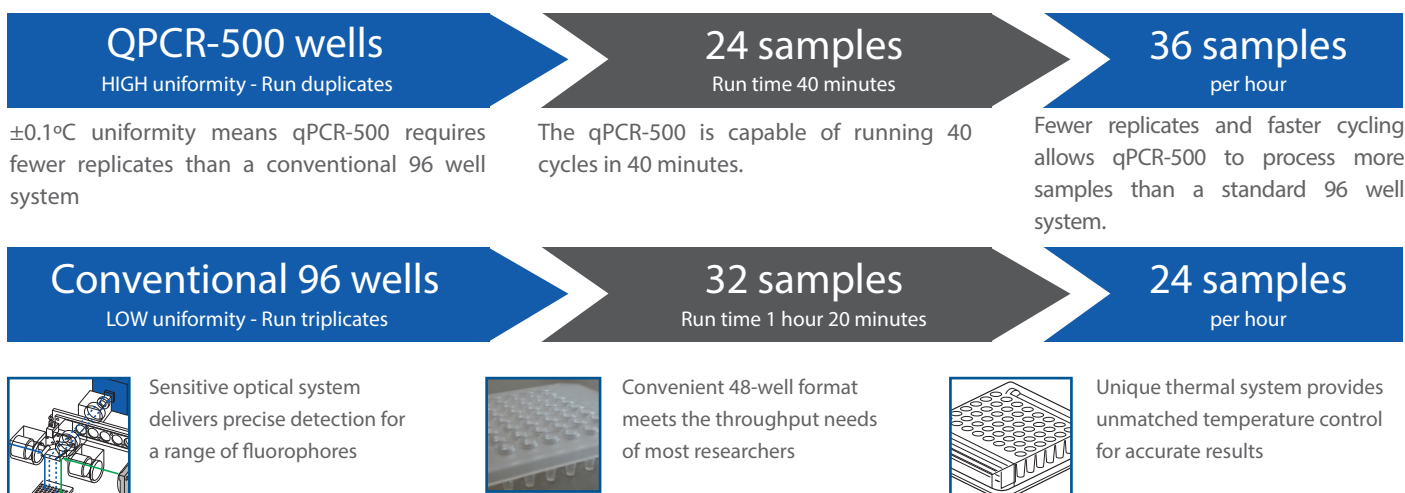 QPCR-500 wells
HIGH uniformity - Run duplicates
24 samples
Run time 40 minutes
36 samples
per hour
±0.1ºC uniformity means qPCR-500 requires
fewer replicates than a conventional 96 well
system
The qPCR-500 is capable of running 40
cycles in 40 minutes.
Fewer replicates and faster cycling
allows qPCR-500 to process more
samples than a standard 96 well
system.
Conventional 96 wells
LOW uniformity - Run triplicates
32 samples
Run time 1 hour 20 minutes
24 samples
per hour
Sensitive optical system
delivers precise detection for
a range of fluorophores
Convenient 48-well format
meets the throughput needs
of most researchers
Unique thermal system provides
unmatched temperature control
for accurate results